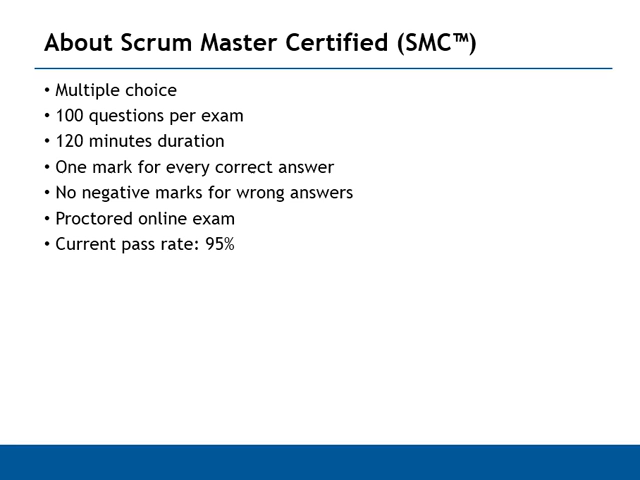 About Scrum Master Certified (SMC™)
• Multiple choice
• 100 questions per exam
• 120 minutes duration
• One mark for every correct answer
• No negative marks for wrong answers
• Proctored online exam
• Current pass rate: 95%